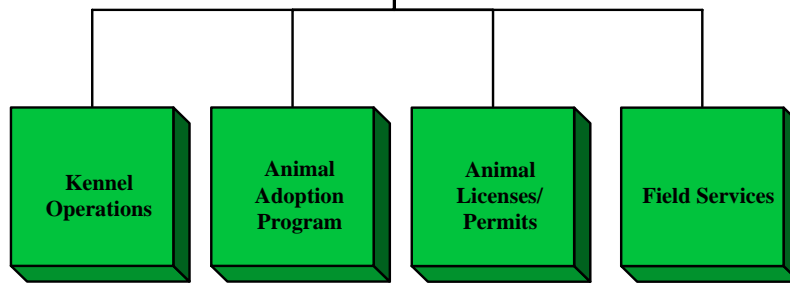 Kennel
Operations
Animal
Adoption
Program
Animal
Licenses/
Permits
Field Services